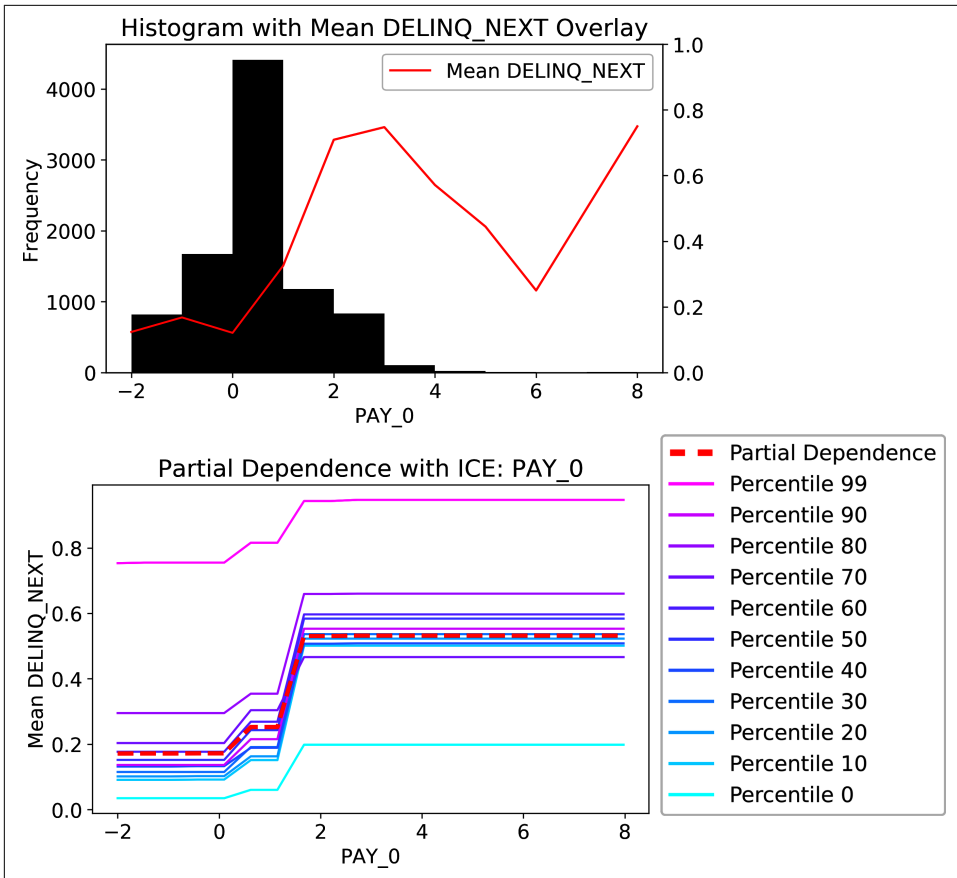 Histogram with Mean DELINQ_NEXT Overlay
Mean DELINQ_NEXT
Frequency
4000
3000
2000
1000
0
1.0
0.8
0.6
0.4
0.2
0.0
−2 0 2 4 6 8
PAY_0
Partial Dependence with ICE: PAY_0
Mean DELINQ_NEXT
0.8
0.6
0.4
0.2
0.0
−2 0 2 4 6 8
PAY_0
Partial Dependence
Percentile 99
Percentile 90
Percentile 80
Percentile 70
Percentile 60
Percentile 50
Percentile 40
Percentile 30
Percentile 20
Percentile 10
Percentile 0